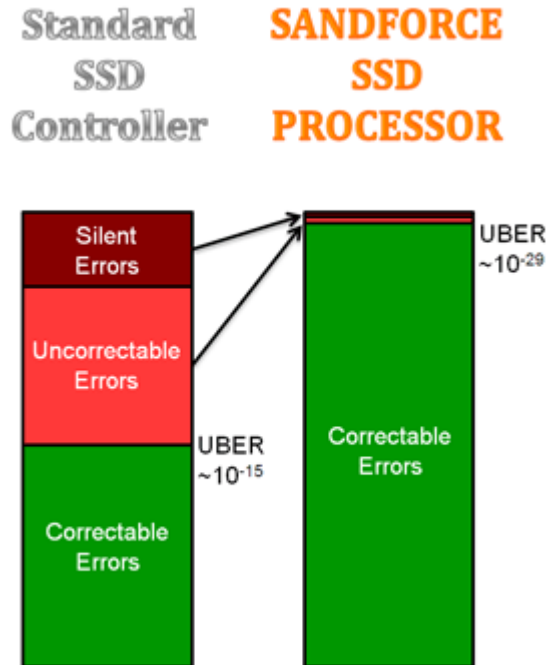 Standard
SSD
Controller
SANDFORCE
SSD
PROCESSOR
Silent
Errors
Uncorrectable
Errors
UBER
~10⁻¹⁵
Correctable
Errors
UBER
~10⁻²⁹
Correctable
Errors